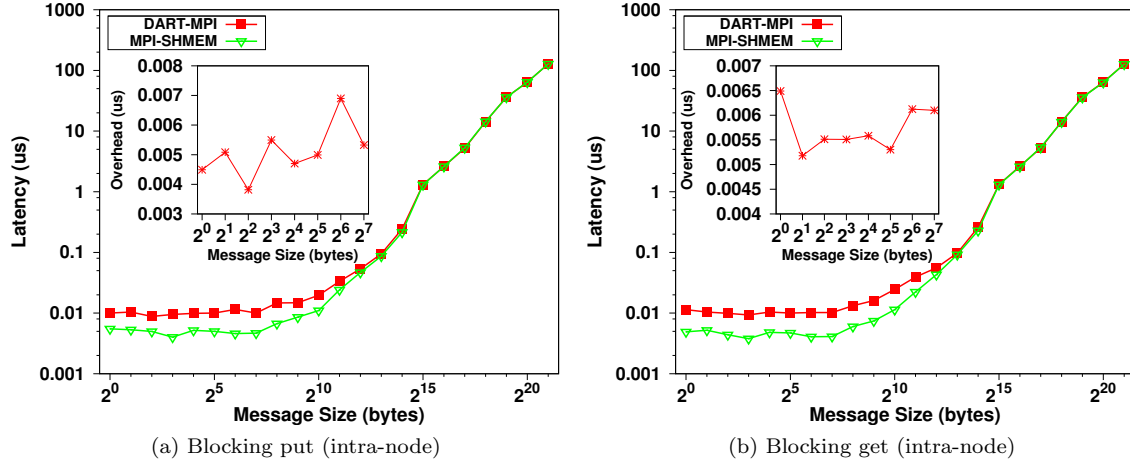 1000
100
10
1
0.1
0.01
0.001
Latency (us)
DART-MPI
MPI-SHMEM
0.008
0.007
0.006
0.005
0.004
0.003
Overhead (us)
2^0 2^1 2^2 2^3 2^4 2^5 2^6 2^7
Message Size (bytes)
2^0 2^5 2^10 2^15 2^20
Message Size (bytes)
(a) Blocking put (intra-node)
1000
100
10
1
0.1
0.01
0.001
Latency (us)
DART-MPI
MPI-SHMEM
0.007
0.0065
0.006
0.0055
0.005
0.0045
0.004
Overhead (us)
2^0 2^1 2^2 2^3 2^4 2^5 2^6 2^7
Message Size (bytes)
2^0 2^5 2^10 2^15 2^20
Message Size (bytes)
(b) Blocking get (intra-node)